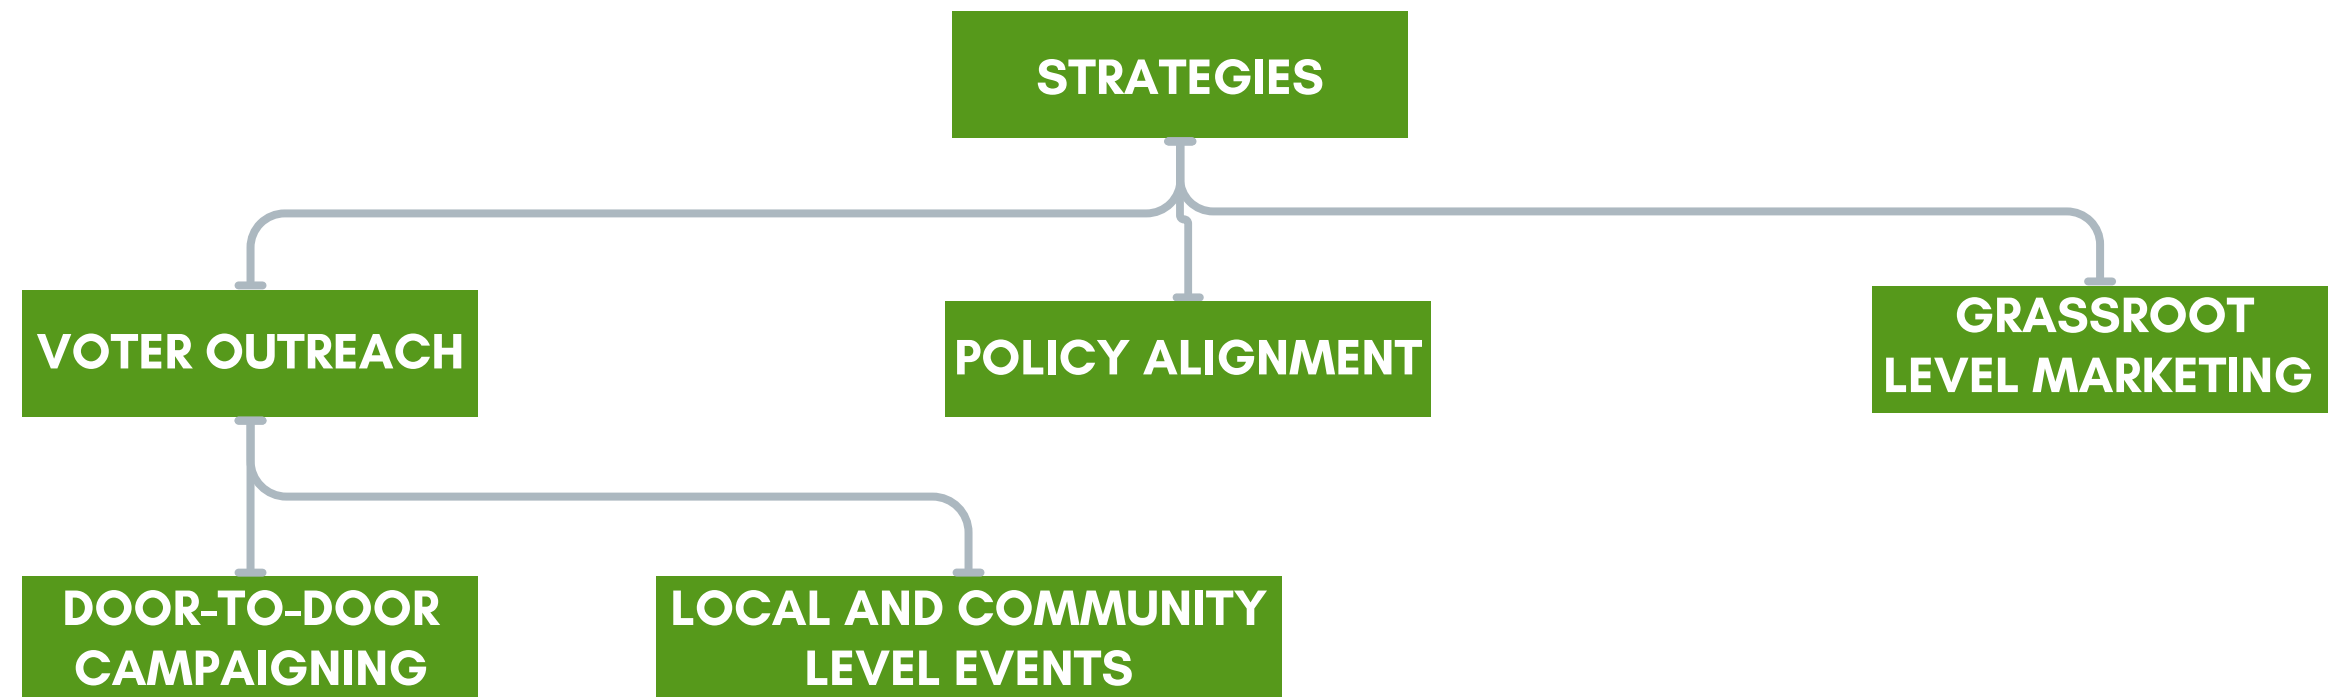 STRATEGIES
VOTER OUTREACH
POLICY ALIGNMENT
GRASSROOT
LEVEL MARKETING
DOOR-TO-DOOR
CAMPAIGNING
LOCAL AND COMMUNITY
LEVEL EVENTS